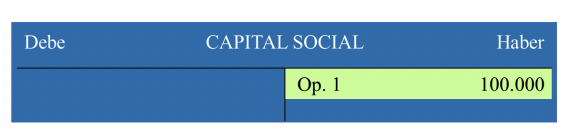 Debe CAPITAL SOCIAL Haber
Op. 1 100.000